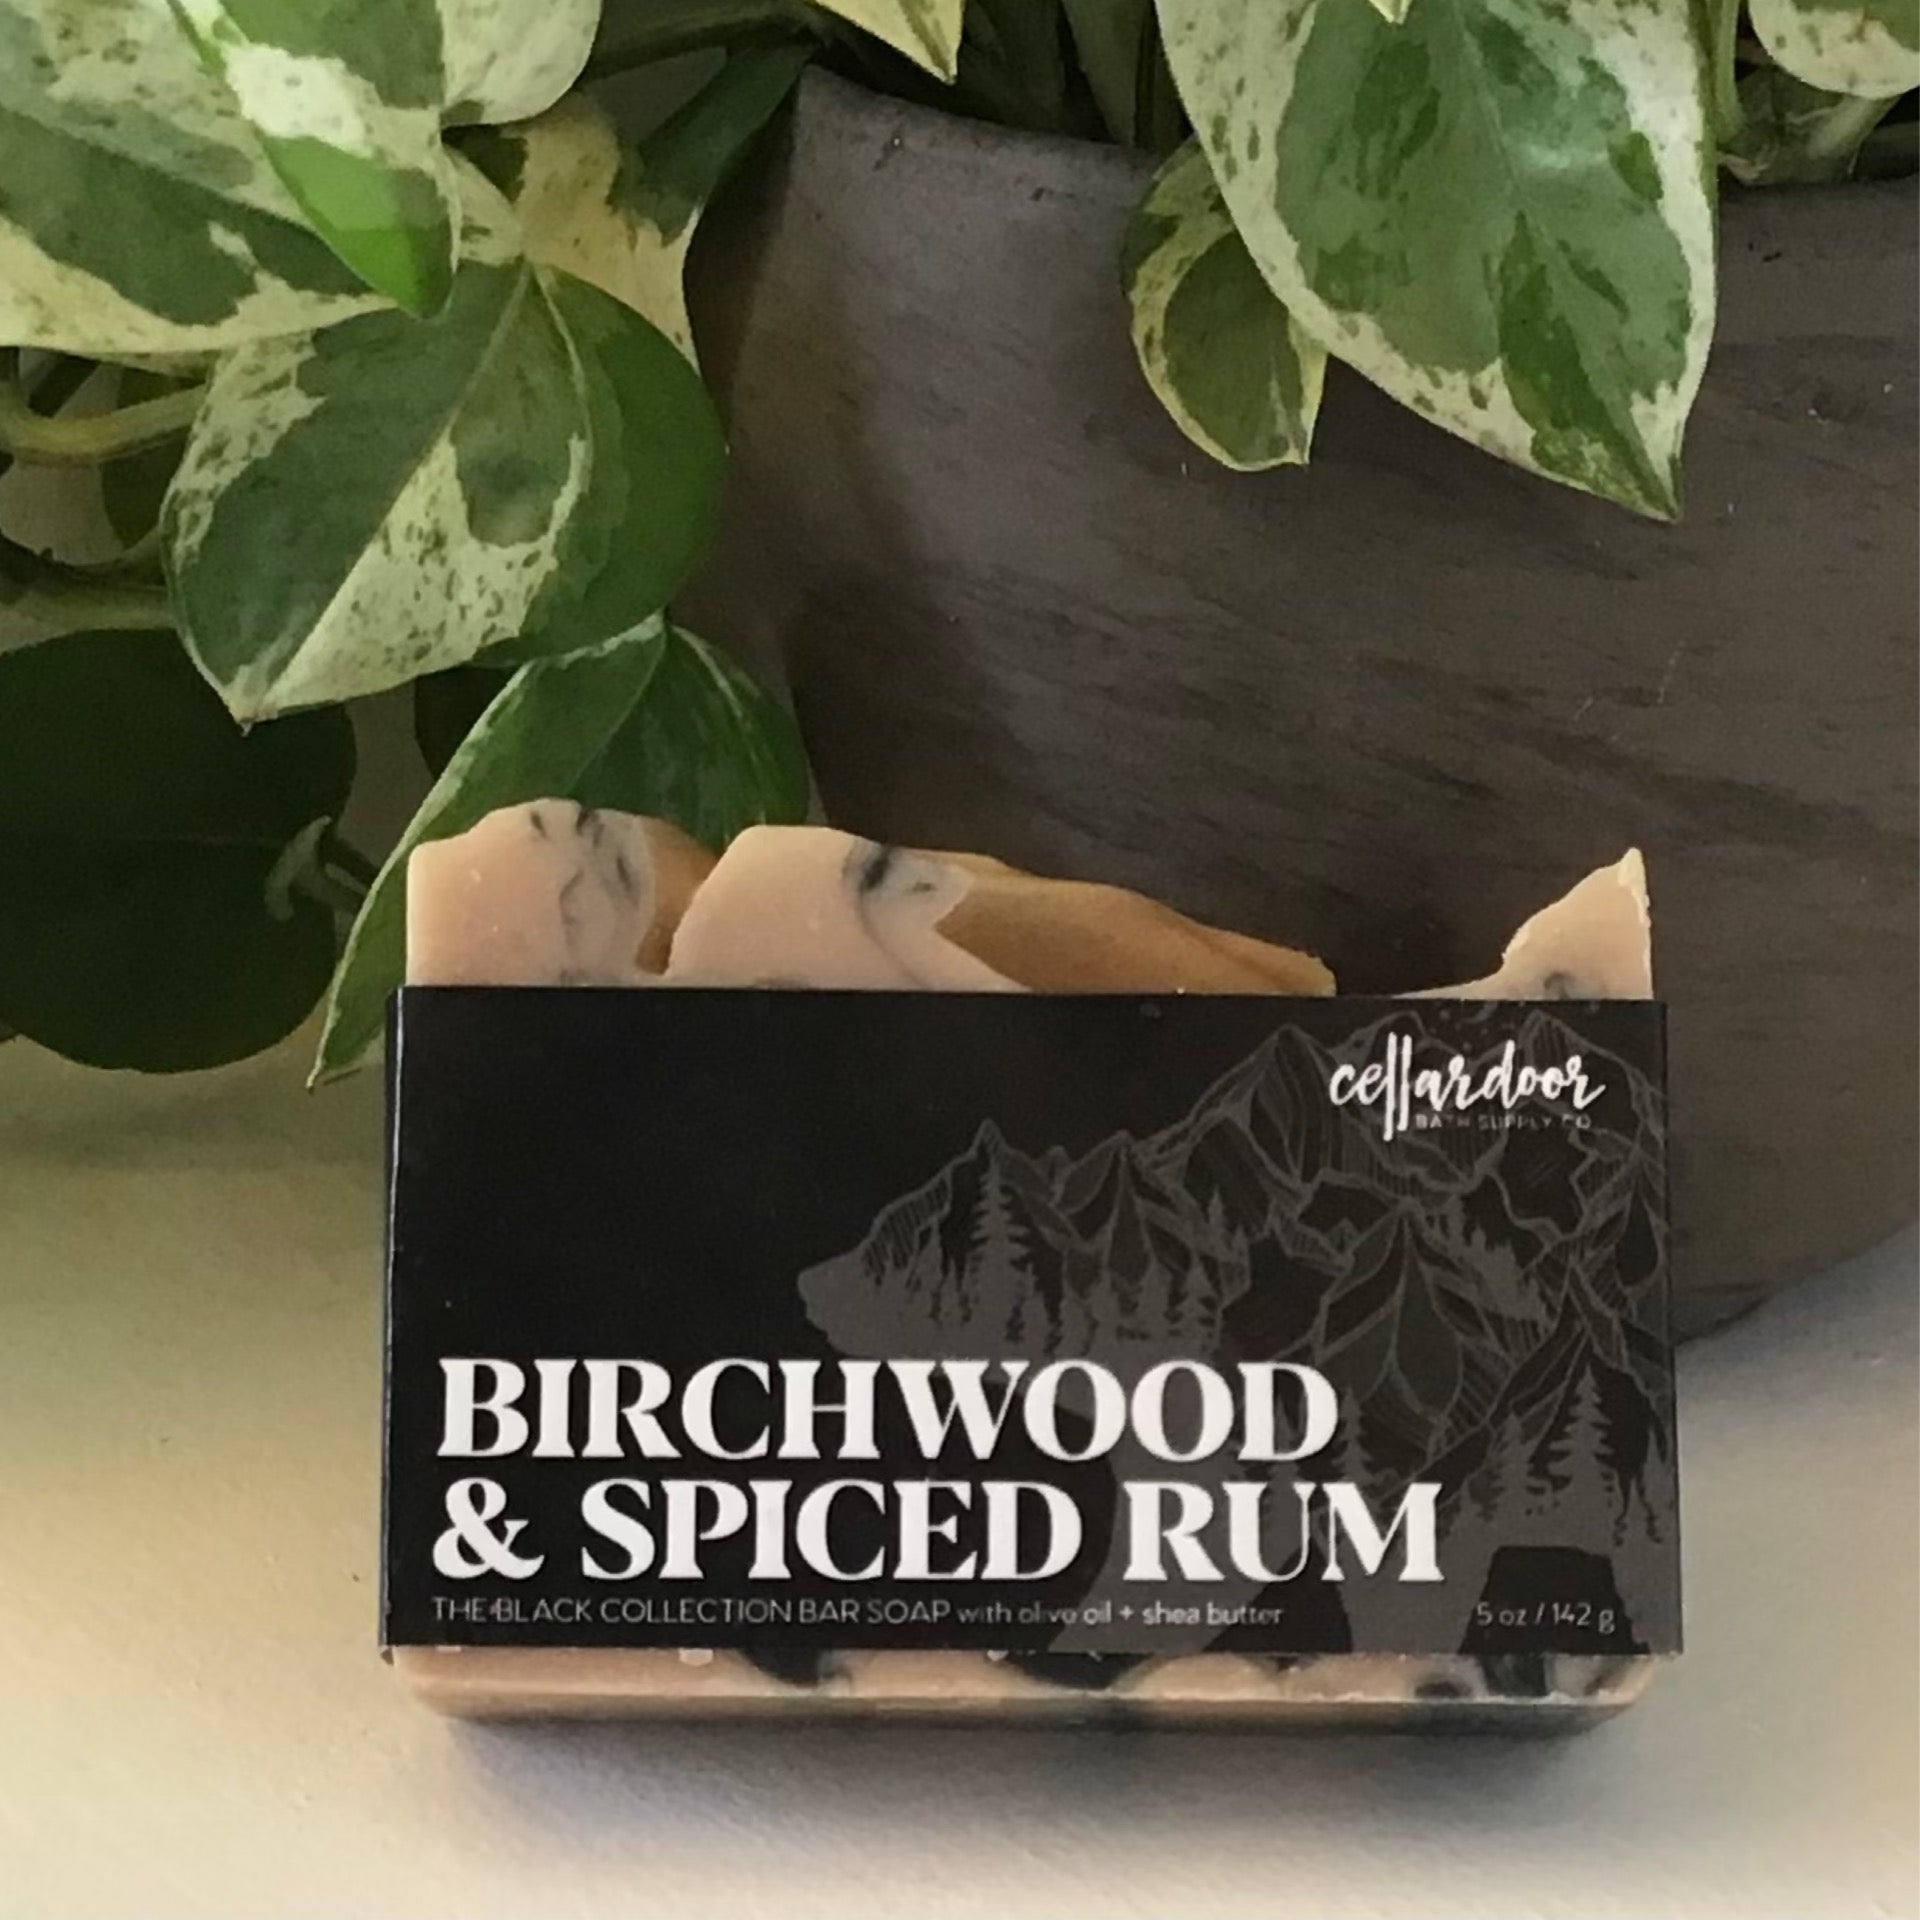 cellardoor
BATH SUPPLY CO.
BIRCHWOOD
& SPICED RUM
THE BLACK COLLECTION BAR SOAP with olive oil + shea butter
5 oz / 142 g